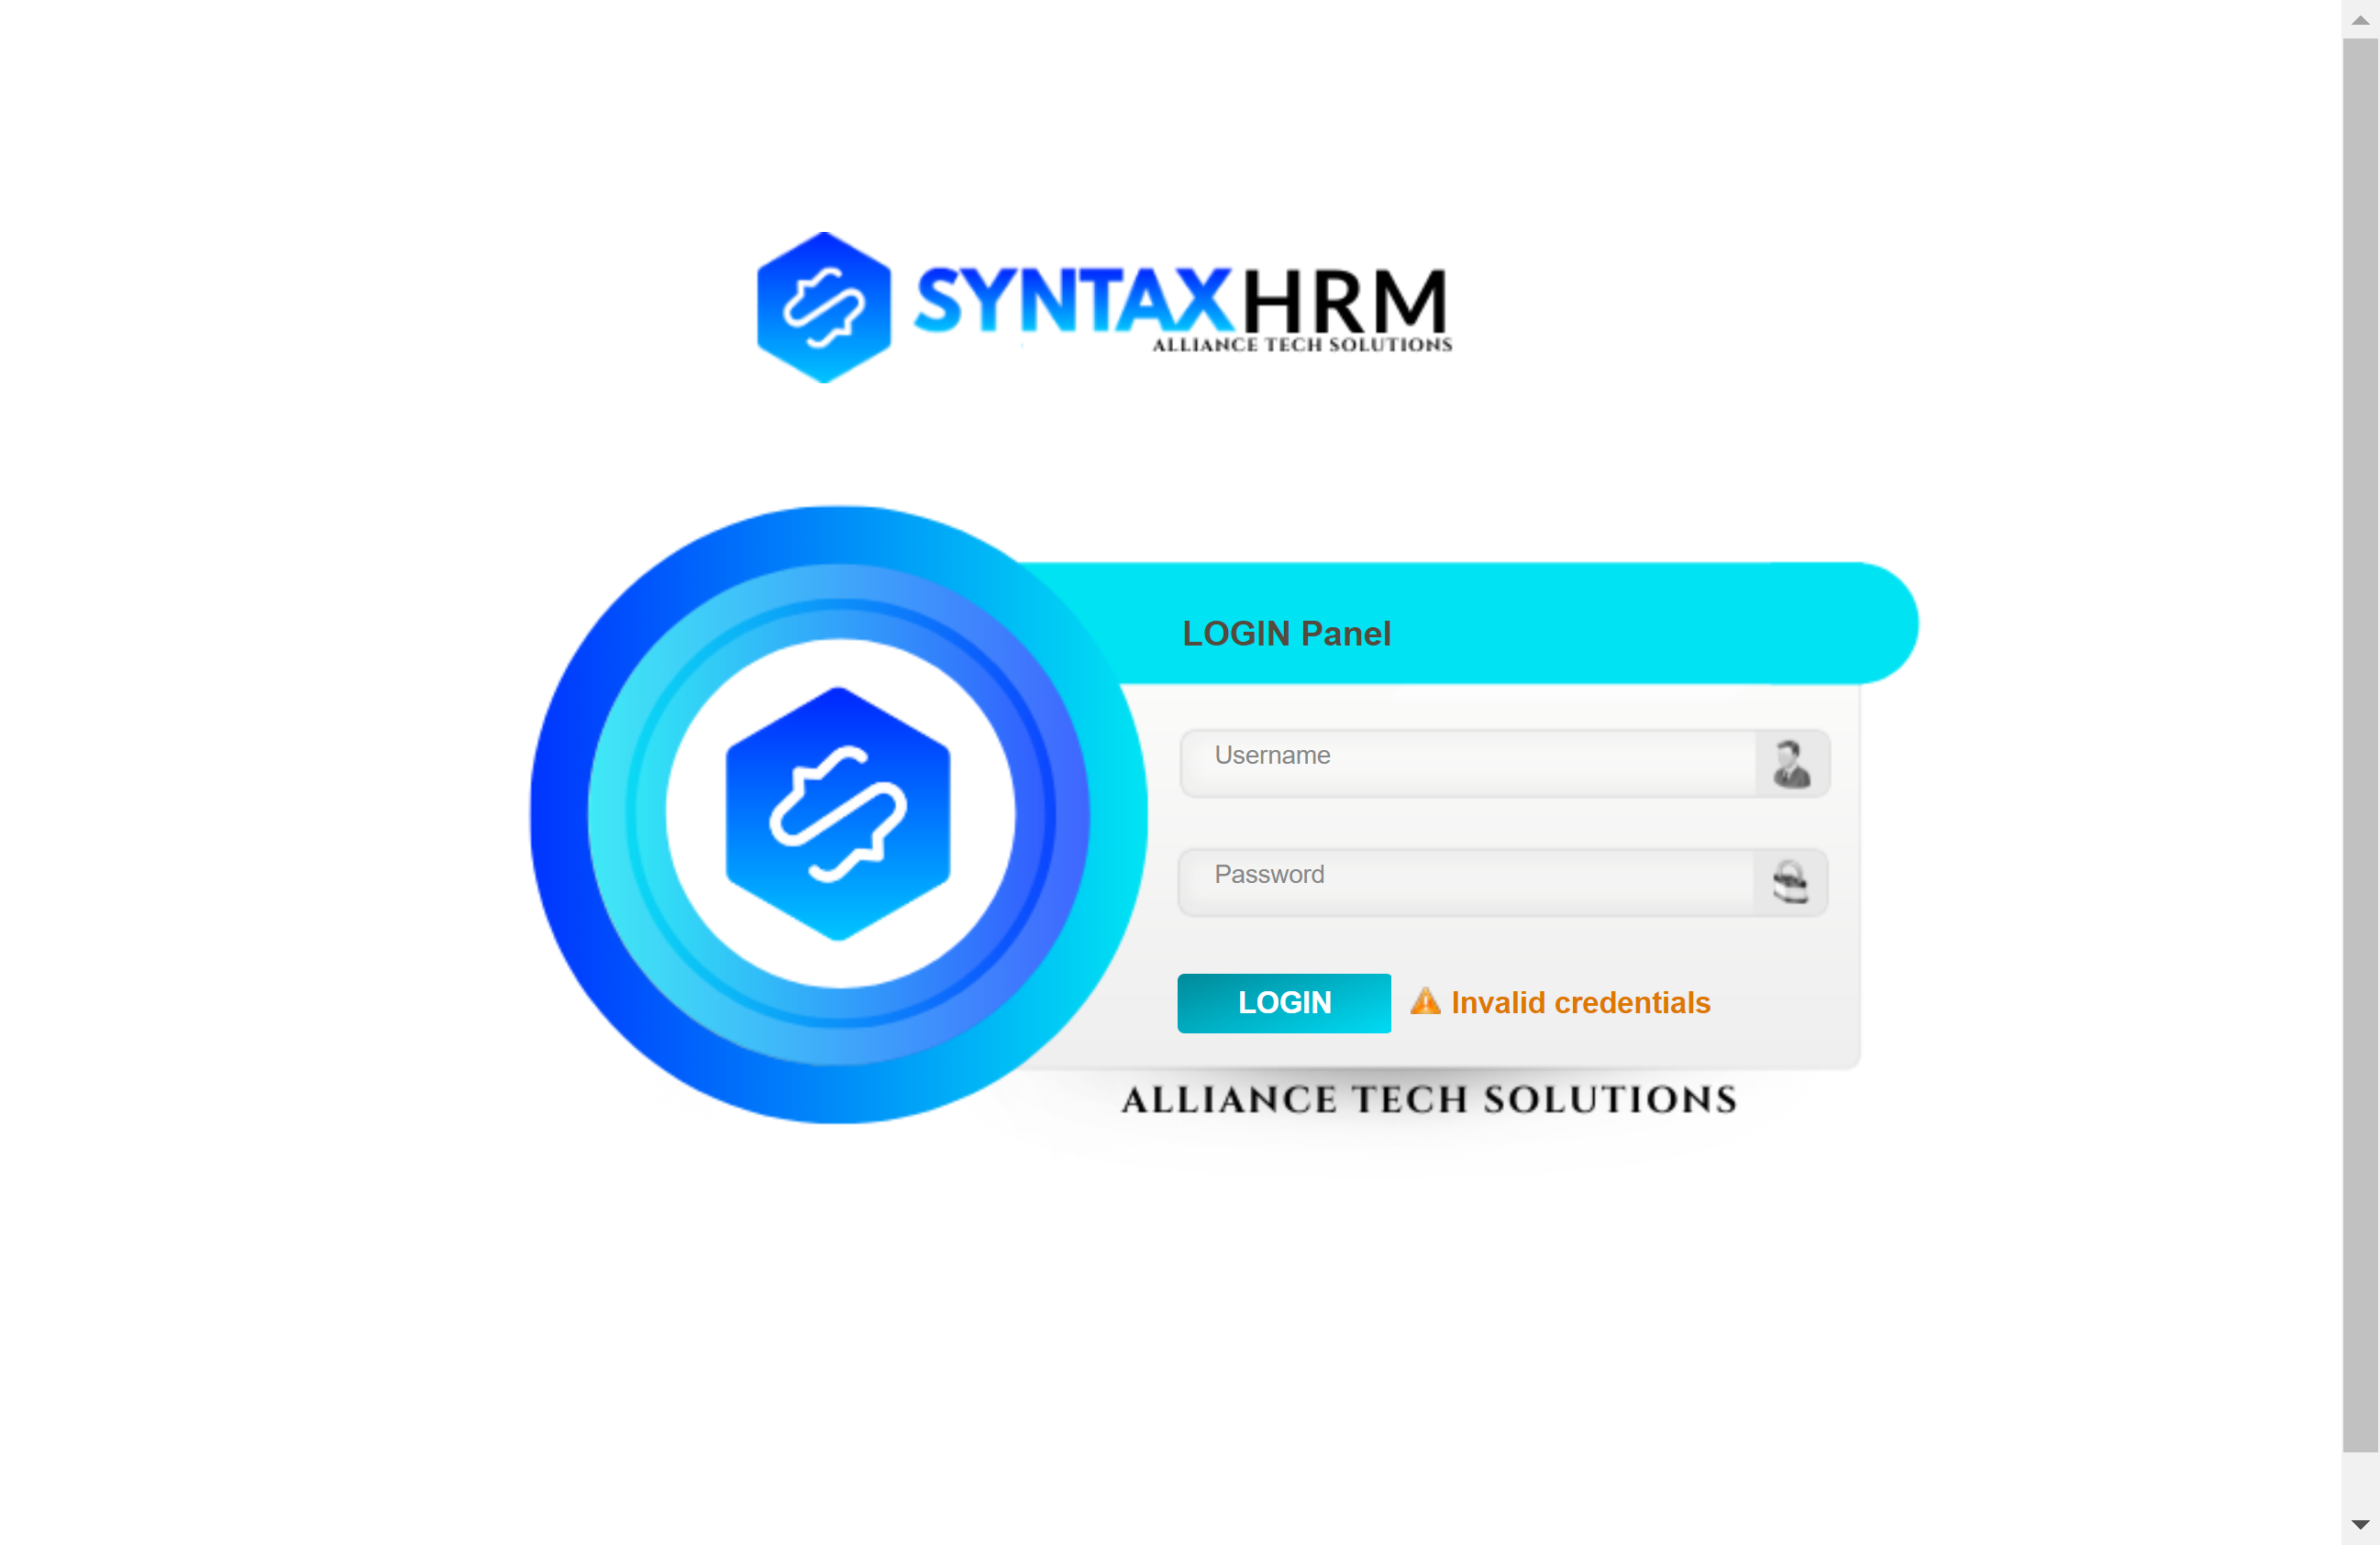 SYNTAXHRM
ALLIANCE TECH SOLUTIONS
LOGIN Panel
Username
Password
LOGIN
Invalid credentials
ALLIANCE TECH SOLUTIONS